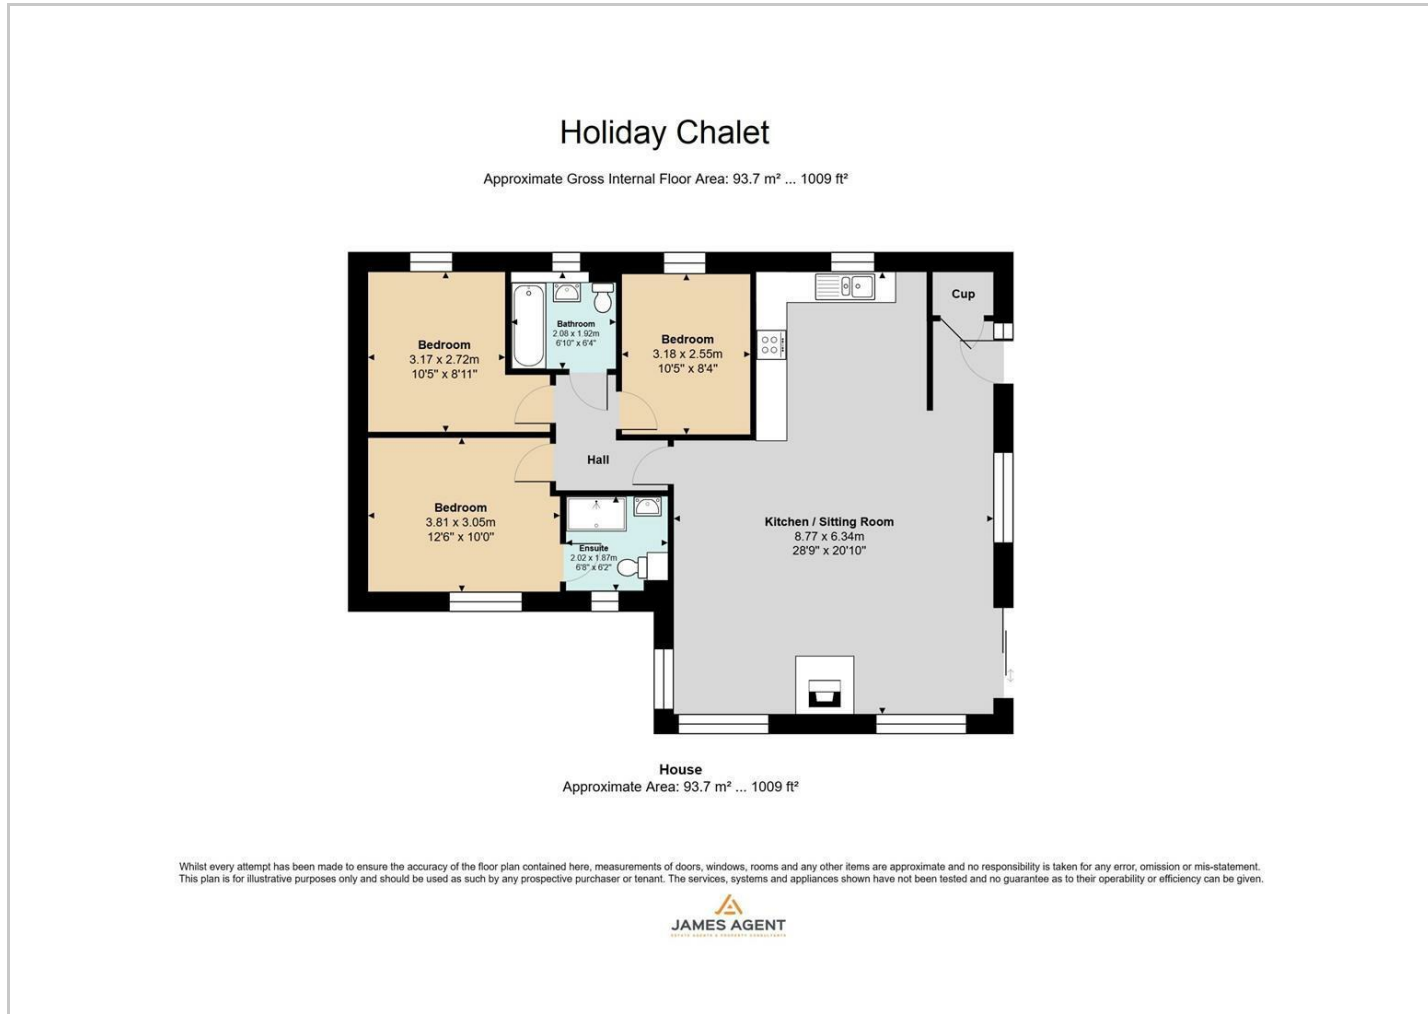 Holiday Chalet
Approximate Gross Internal Floor Area: 93.7 m² ... 1009 ft²
Bedroom
3.17 x 2.72m
10'5" x 8'11"
Bathroom
2.08 x 1.92m
6'10" x 6'4"
Bedroom
3.18 x 2.55m
10'5" x 8'4"
Cup
Hall
Bedroom
3.81 x 3.05m
12'6" x 10'0"
Ensuite
2.02 x 1.87m
6'8" x 6'2"
Kitchen / Sitting Room
8.77 x 6.34m
28'9" x 20'10"
House
Approximate Area: 93.7 m² ... 1009 ft²
Whilst every attempt has been made to ensure the accuracy of the floor plan contained here, measurements of doors, windows, rooms and any other items are approximate and no responsibility is taken for any error, omission or mis-statement.
This plan is for illustrative purposes only and should be used as such by any prospective purchaser or tenant. The services, systems and appliances shown have not been tested and no guarantee as to their operability or efficiency can be given.
JAMES AGENT
ESTATE AGENTS & PROPERTY CONSULTANTS